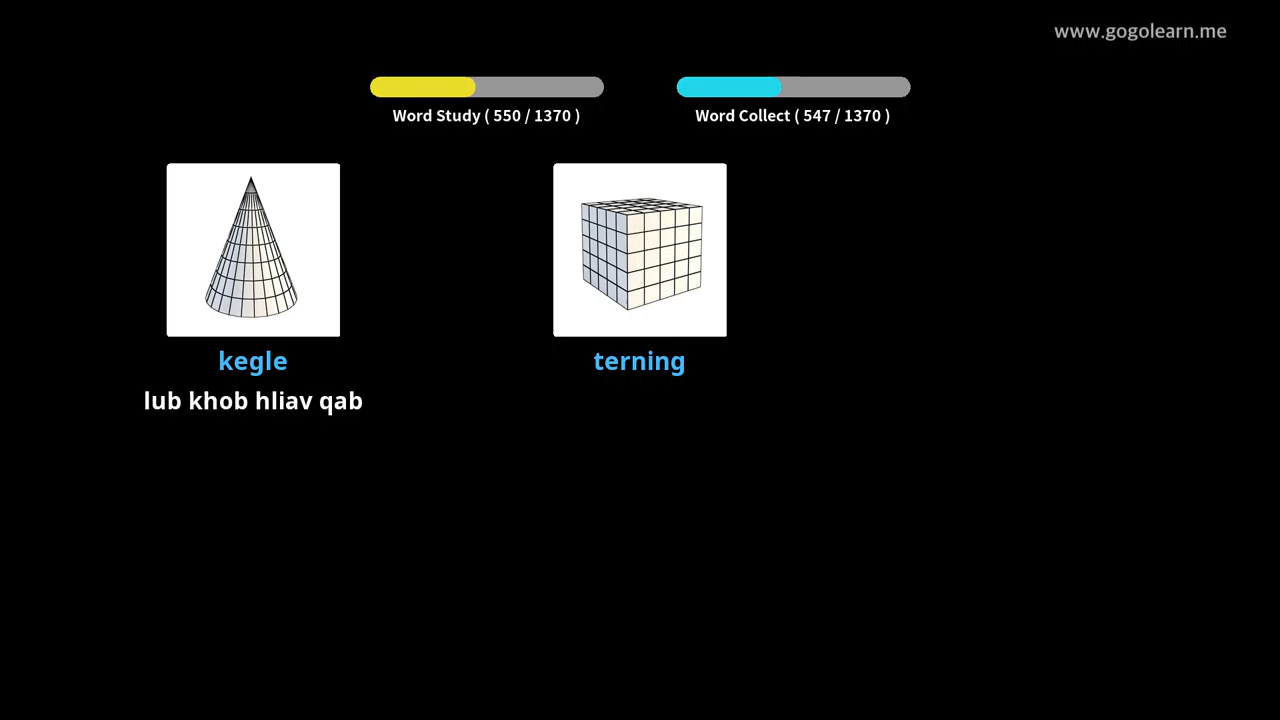 www.gogolearn.me
Word Study ( 550 / 1370 )
Word Collect ( 547 / 1370 )
kegle
terning
lub khob hliav qab